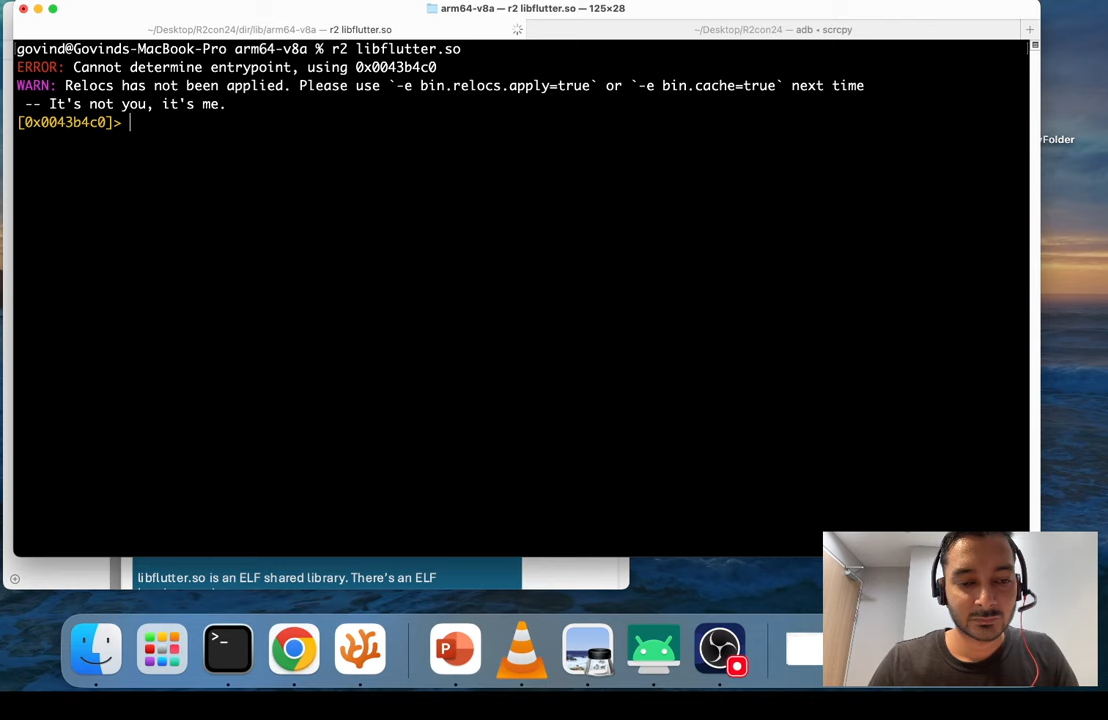 arm64-v8a — r2 libflutter.so — 125×28
~/Desktop/R2con24/dir/lib/arm64-v8a — r2 libflutter.so
~/Desktop/R2con24 — adb • scrcpy
govind@Govinds-MacBook-Pro arm64-v8a % r2 libflutter.so
ERROR: Cannot determine entrypoint, using 0x0043b4c0
WARN: Relocs has not been applied. Please use `-e bin.relocs.apply=true` or `-e bin.cache=true` next time
-- It's not you, it's me.
[0x0043b4c0]>
Folder
libflutter.so is an ELF shared library. There's an ELF